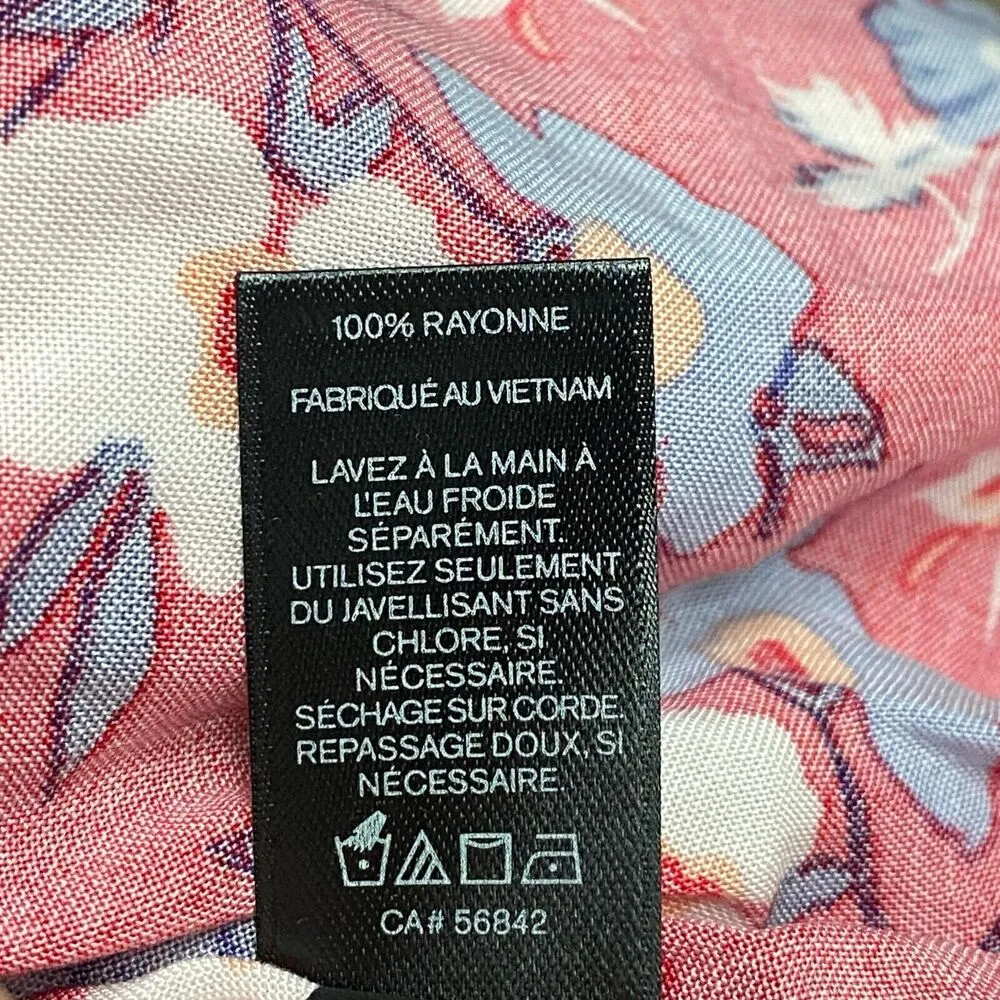 100% RAYONNE
FABRIQUÉ AU VIETNAM
LAVEZ À LA MAIN À
L'EAU FROIDE
SÉPARÉMENT.
UTILISEZ SEULEMENT
DU JAVELLISANT SANS
CHLORE, SI
NÉCESSAIRE.
SÉCHAGE SUR CORDE.
REPASSAGE DOUX, SI
NÉCESSAIRE.
CA# 56842